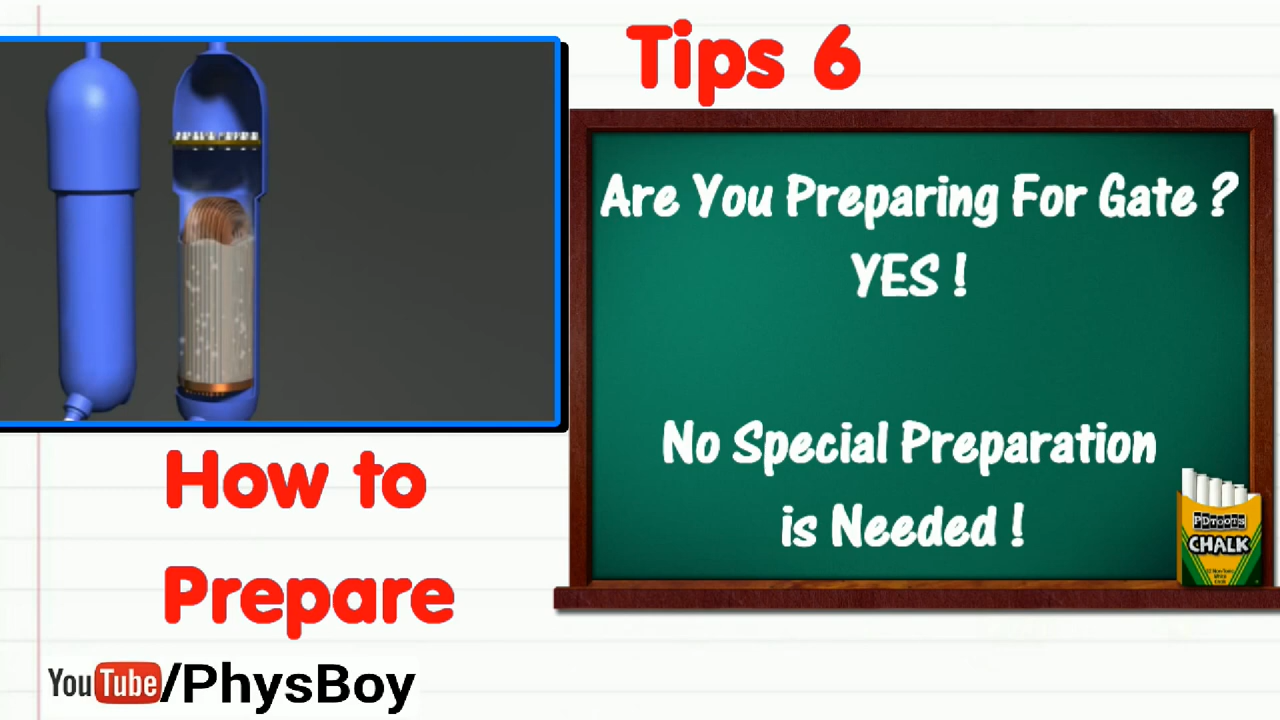 Tips 6
Are You Preparing For Gate ?
YES !
No Special Preparation
is Needed !
PDTOOTS
CHALK
How to
Prepare
YouTube/PhysBoy